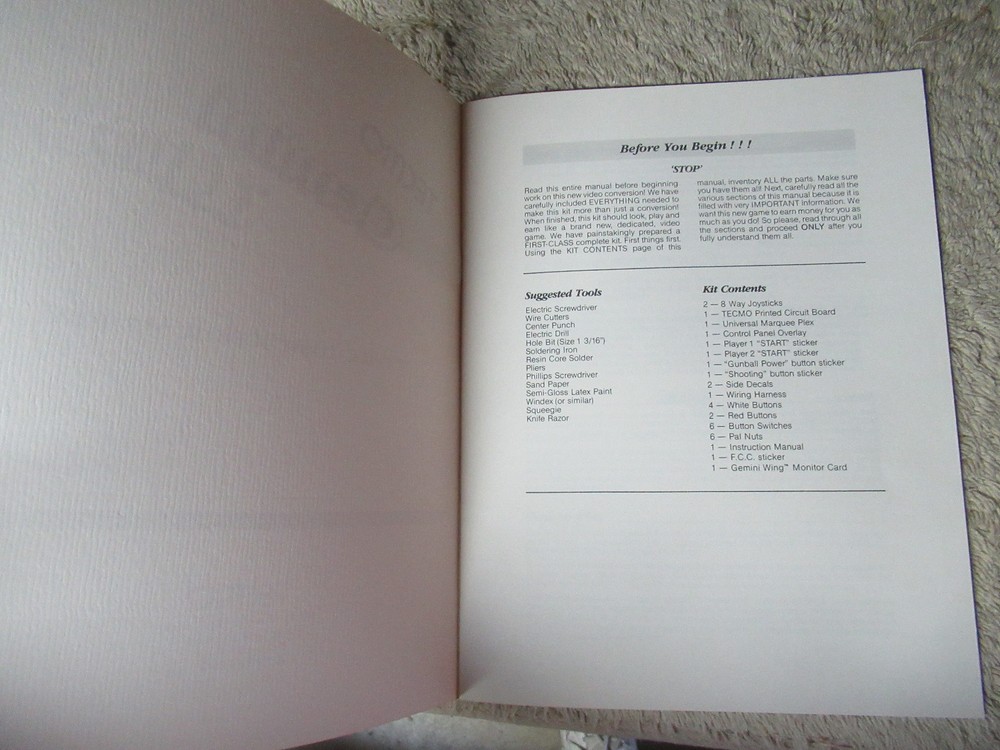 Before You Begin ! ! !
'STOP'
Read this entire manual before beginning
work on this new video conversion! We have
carefully included EVERYTHING needed to
make this kit more than just a conversion!
When finished, this kit should look, play and
earn like a brand new, dedicated, video
game. We have painstakingly prepared a
FIRST-CLASS complete kit. First things first.
Using the KIT CONTENTS page of this
manual, inventory ALL the parts. Make sure
you have them all! Next, carefully read all the
various sections of this manual because it is
filled with very IMPORTANT information. We
want this new game to earn money for you as
much as you do! So please, read through all
the sections and proceed ONLY after you
fully understand them all.
Suggested Tools
Electric Screwdriver
Wire Cutters
Center Punch
Electric Drill
Hole Bit (Size 1 3/16")
Soldering Iron
Resin Core Solder
Pliers
Phillips Screwdriver
Sand Paper
Semi-Gloss Latex Paint
Windex (or similar)
Squeegie
Knife Razor
Kit Contents
2 — 8 Way Joysticks
1 — TECMO Printed Circuit Board
1 — Universal Marquee Plex
1 — Control Panel Overlay
1 — Player 1 "START" sticker
1 — Player 2 "START" sticker
1 — "Gunball Power" button sticker
1 — "Shooting" button sticker
2 — Side Decals
1 — Wiring Harness
4 — White Buttons
2 — Red Buttons
6 — Button Switches
6 — Pal Nuts
1 — Instruction Manual
1 — F.C.C. sticker
1 — Gemini Wing™ Monitor Card